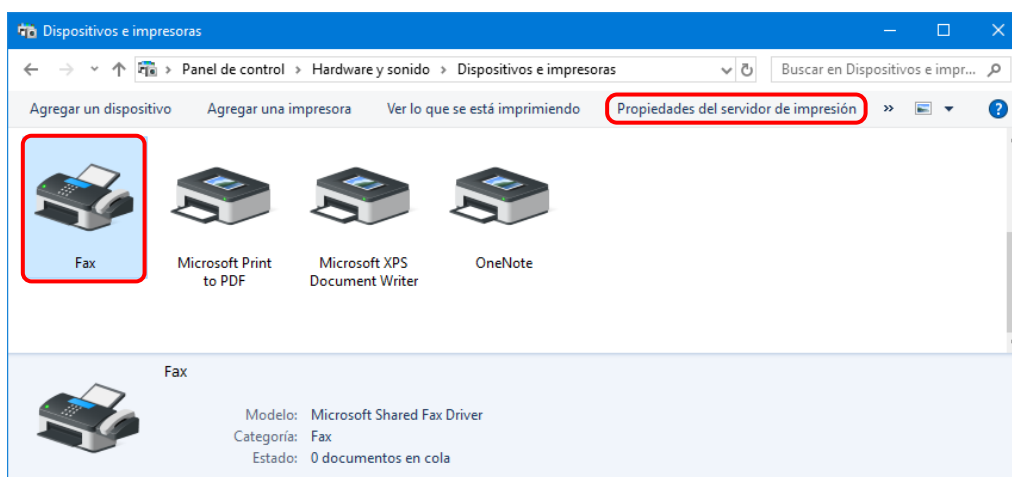 Dispositivos e impresoras
Panel de control > Hardware y sonido > Dispositivos e impresoras
Buscar en Dispositivos e impr...
Agregar un dispositivo Agregar una impresora Ver lo que se está imprimiendo Propiedades del servidor de impresión »
Fax
Microsoft Print
to PDF
Microsoft XPS
Document Writer
OneNote
Fax
Modelo: Microsoft Shared Fax Driver
Categoría: Fax
Estado: 0 documentos en cola